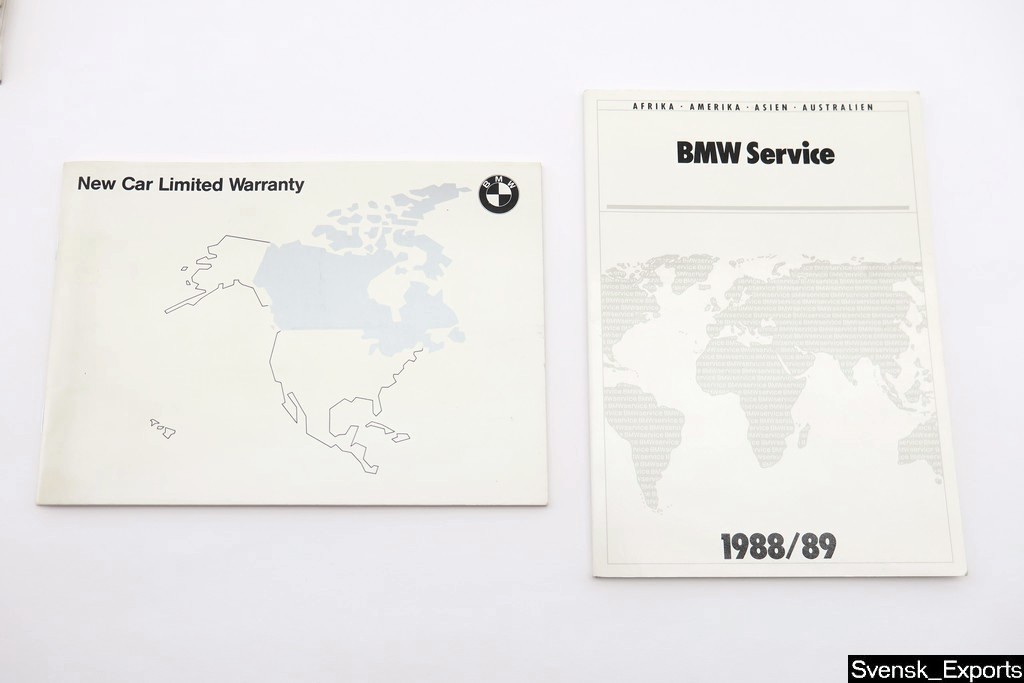 New Car Limited Warranty
BMW
AFRIKA · AMERIKA · ASIEN · AUSTRALIEN
BMW Service
1988/89
Svensk_Exports